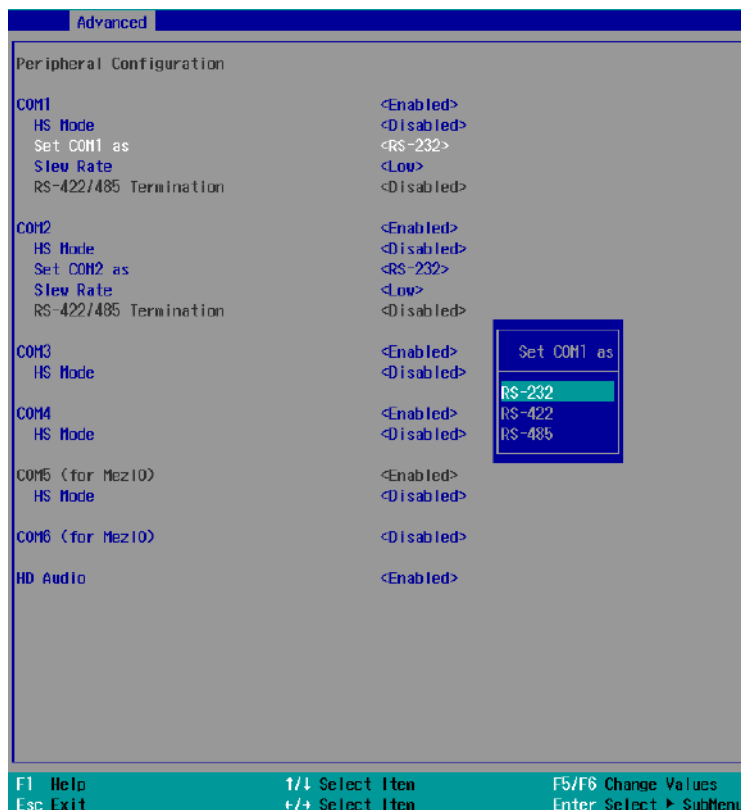 Advanced
Peripheral Configuration
COM1 <Enabled>
HS Mode <Disabled>
Set COM1 as <RS-232>
Slew Rate <Low>
RS-422/485 Termination <Disabled>
COM2 <Enabled>
HS Mode <Disabled>
Set COM2 as <RS-232>
Slew Rate <Low>
RS-422/485 Termination <Disabled>
COM3 <Enabled>
HS Mode <Disabled>
COM4 <Enabled>
HS Mode <Disabled>
COM5 (for MezIO) <Enabled>
HS Mode <Disabled>
COM6 (for MezIO) <Disabled>
HD Audio <Enabled>
Set COM1 as
RS-232
RS-422
RS-485
F1 Help ↑/↓ Select Item F5/F6 Change Values
Esc Exit ←/→ Select Item Enter Select ▶ SubMenu